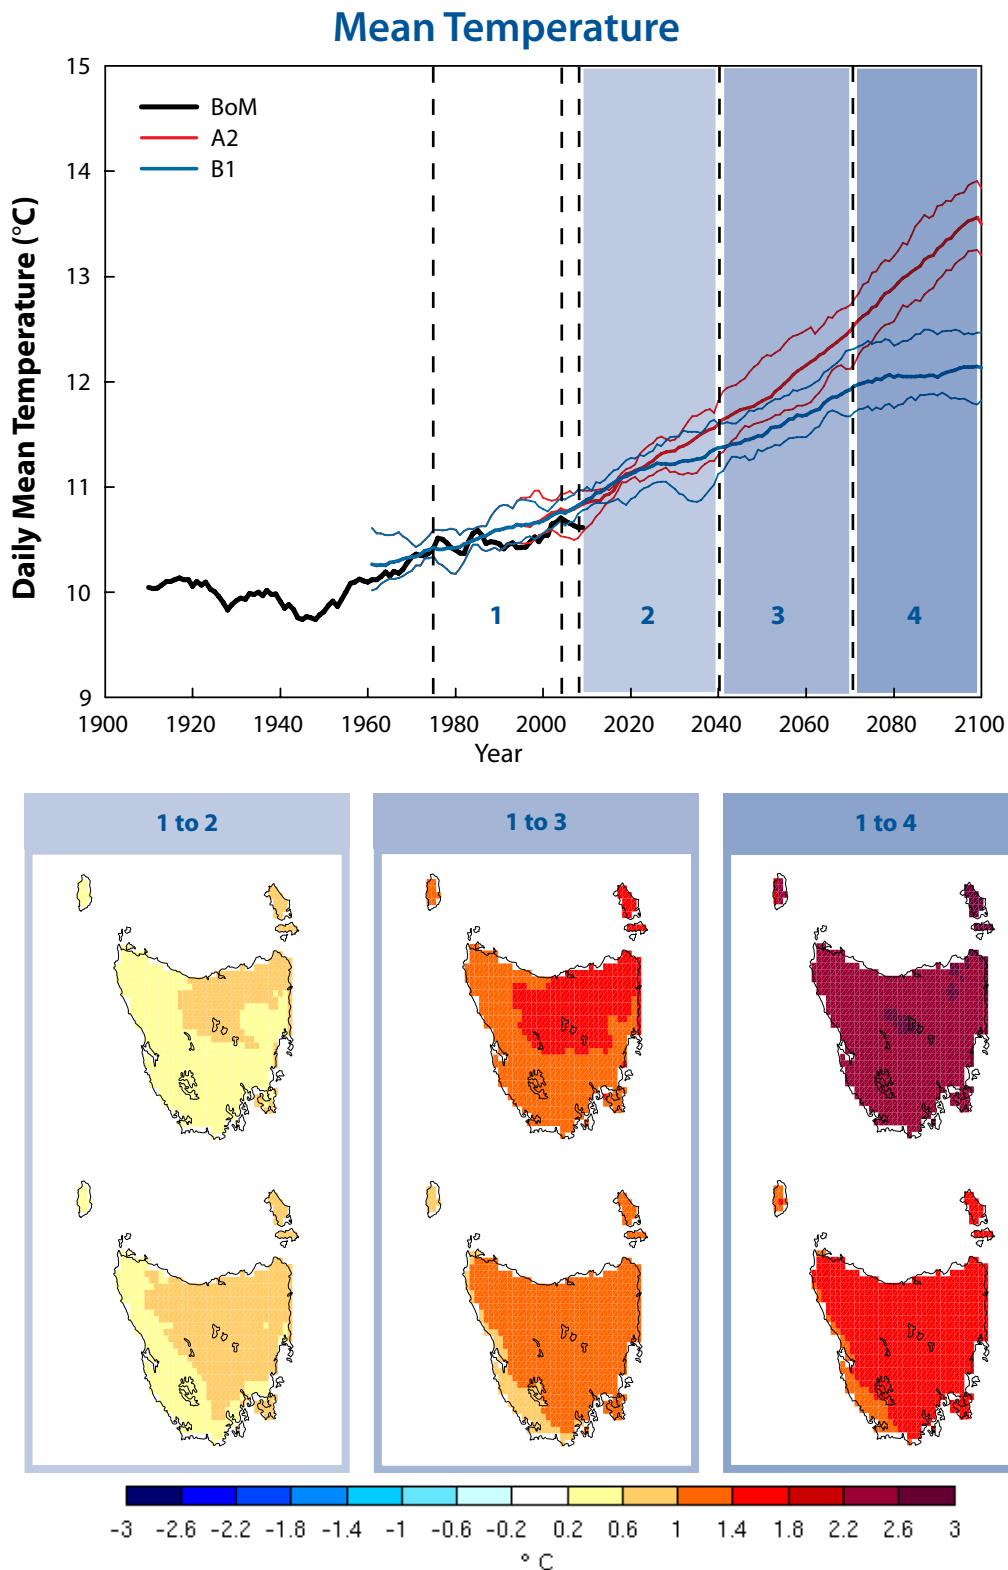 Mean Temperature
15
14
13
12
11
10
9
Daily Mean Temperature (°C)
BoM
A2
B1
1
2
3
4
1900 1920 1940 1960 1980 2000 2020 2040 2060 2080 2100
Year
1 to 2
1 to 3
1 to 4
-3 -2.6 -2.2 -1.8 -1.4 -1 -0.6 -0.2 0.2 0.6 1 1.4 1.8 2.2 2.6 3
° C